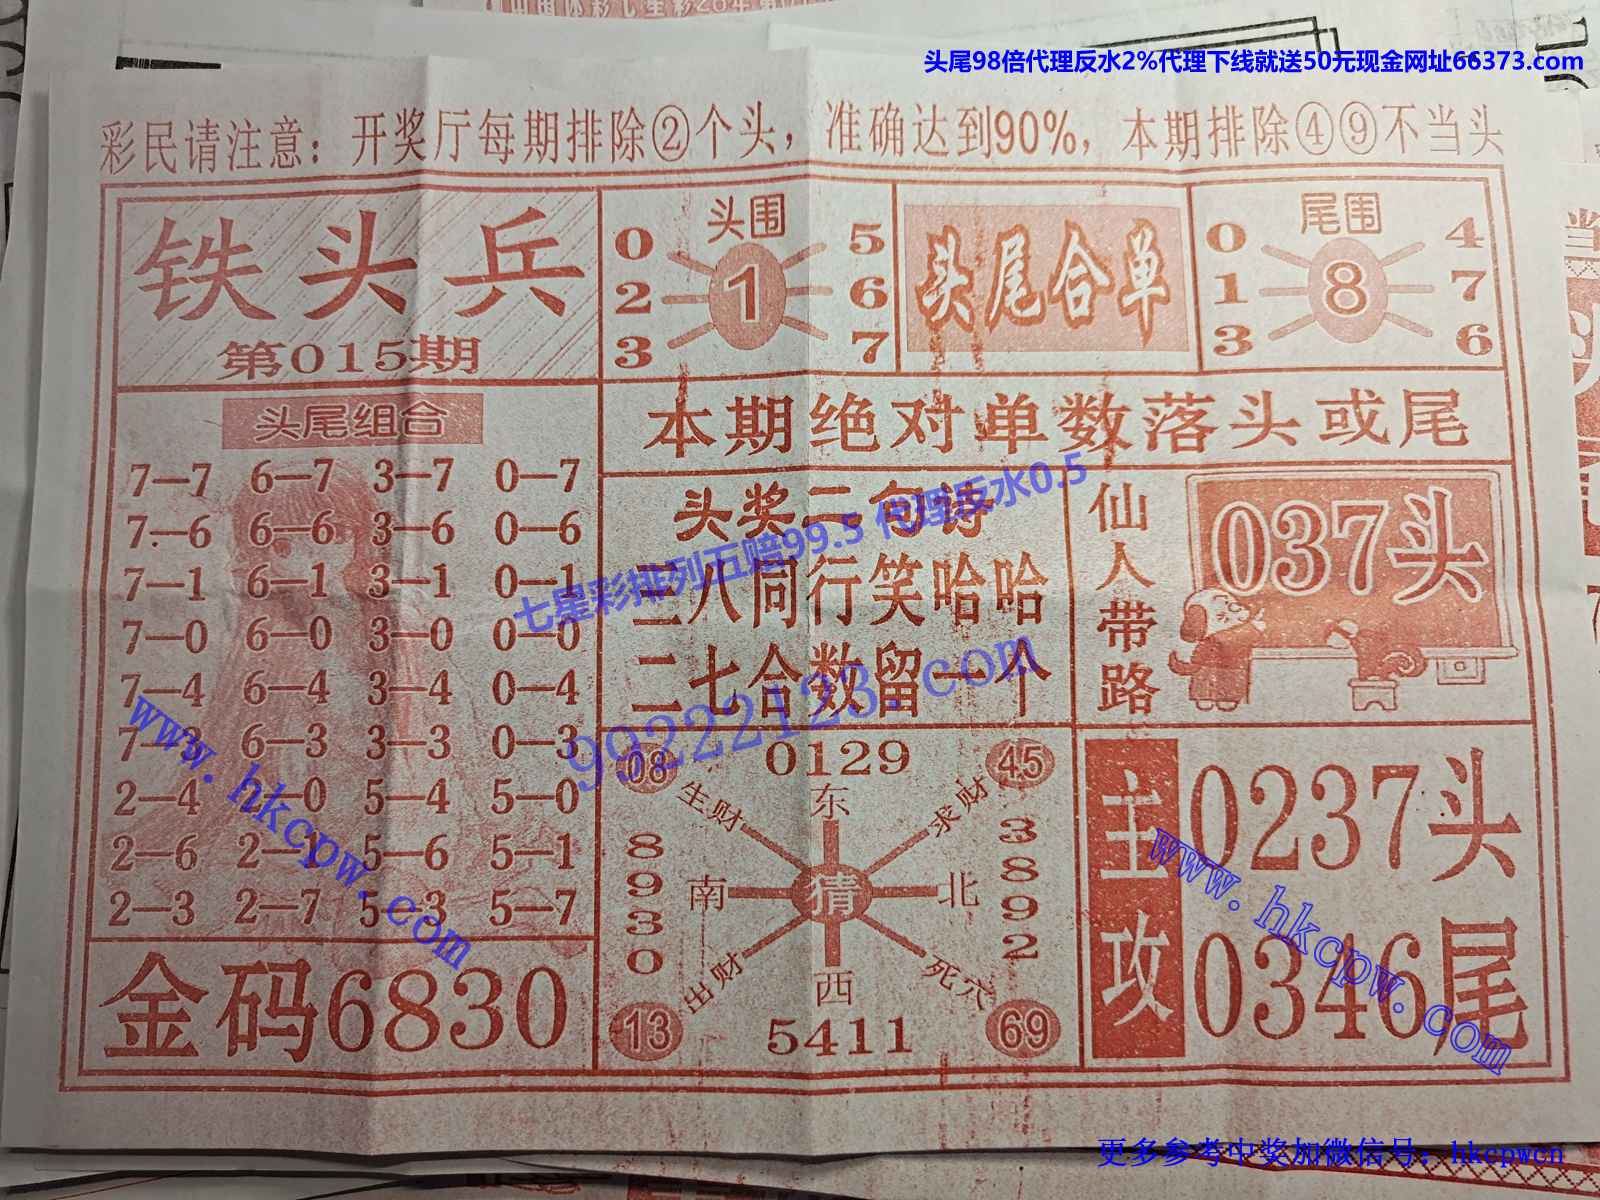 头尾98倍代理反水2%代理下线就送50元现金网址66373.com
彩民请注意：开奖厅每期排除②个头，准确达到90%，本期排除④⑨不当头
铁头兵
第015期
头围
0 5
2 1 6
3 7
头尾合单
尾围
0 4
1 8 7
3 6
本期绝对单数落头或尾
头尾组合
7—7 6—7 3—7 0—7
7—6 6—6 3—6 0—6
7—1 6—1 3—1 0—1
7—0 6—0 3—0 0—0
7—4 6—4 3—4 0—4
7—3 6—3 3—3 0—3
2—4 2—0 5—4 5—0
2—6 2—1 5—6 5—1
2—3 2—7 5—3 5—7
金码6830
头奖二句诗
三八同行笑哈哈
二七合数留一个
仙人带路
037头
08 0129 45
生财 东 求财
8930 南 猜 北 3892
出财 西 死穴
13 5411 69
主攻
0237头
0346尾
七星彩排列五赔99.5 代理反水0.5
99222123.com
www.hkcpw.com
www.hkcpw.com
更多参考中奖加微信号：hkcpwcn